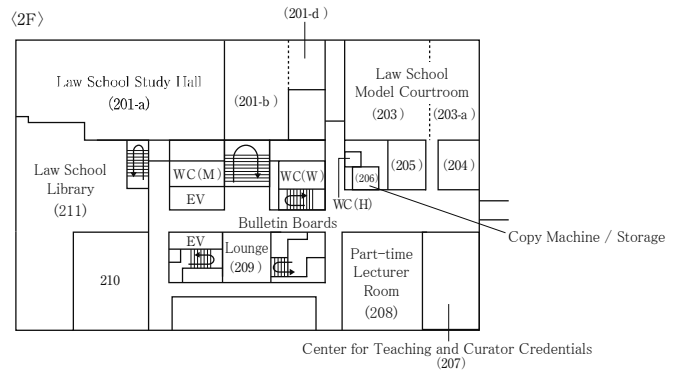 〈2F〉
(201-d)
Law School Study Hall
(201-a)
(201-b)
Law School
Model Courtroom
(203)
(203-a)
Law School
Library
(211)
WC(M)
WC(W)
(205)
(204)
(206)
EV
WC(H)
Bulletin Boards
Copy Machine / Storage
EV
Lounge
(209)
210
Part-time
Lecturer
Room
(208)
Center for Teaching and Curator Credentials
(207)